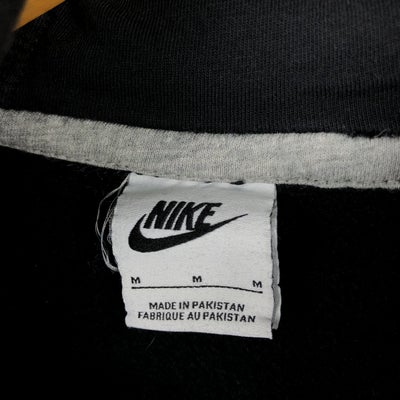 NIKE
M M M
MADE IN PAKISTAN
FABRIQUE AU PAKISTAN